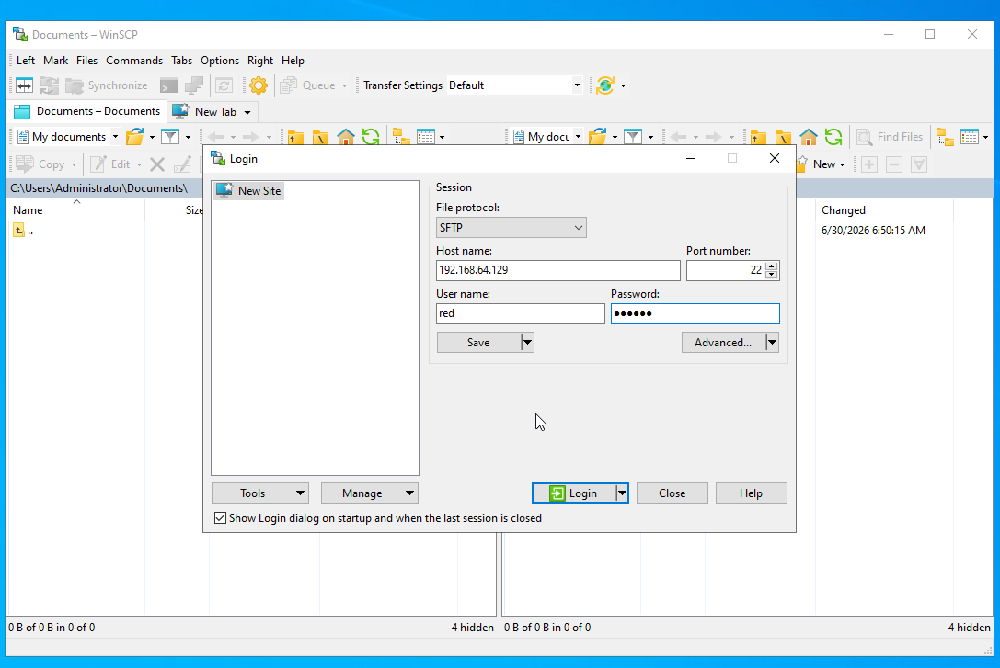 Documents – WinSCP
Left Mark Files Commands Tabs Options Right Help
Synchronize Queue Transfer Settings Default
Documents – Documents New Tab
My documents My docu Find Files
Copy Edit New
C:\Users\Administrator\Documents\
Name Size Changed
.. 6/30/2026 6:50:15 AM
Login
New Site
Session
File protocol:
SFTP
Host name: Port number:
192.168.64.129 22
User name: Password:
red ••••••
Save Advanced...
Tools Manage Login Close Help
Show Login dialog on startup and when the last session is closed
0 B of 0 B in 0 of 0 4 hidden 0 B of 0 B in 0 of 0 4 hidden